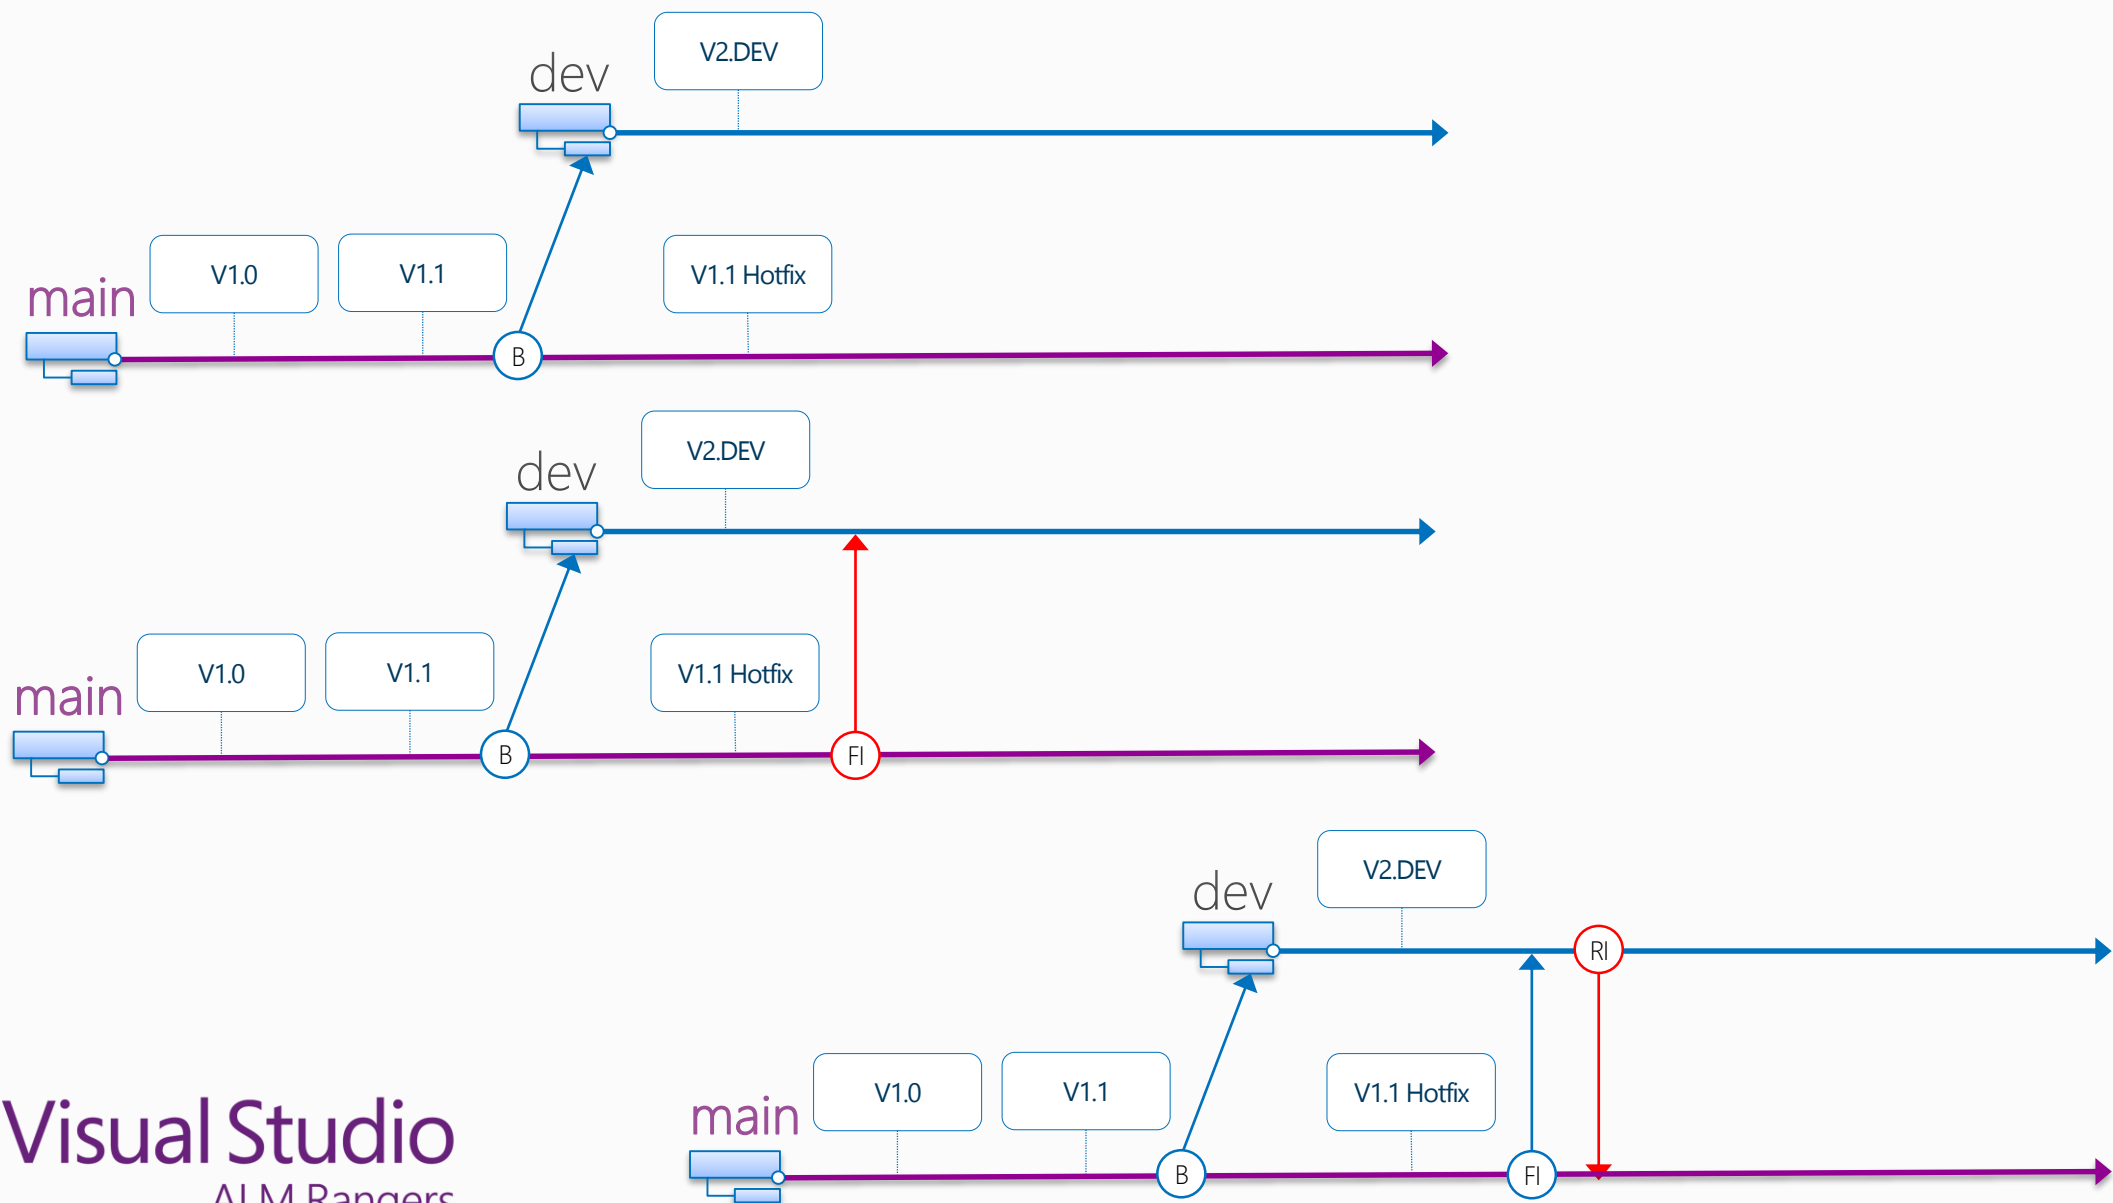 V2.DEV
dev
V1.0
V1.1
V1.1 Hotfix
main
B
V2.DEV
dev
V1.0
V1.1
V1.1 Hotfix
main
B
FI
V2.DEV
dev
RI
V1.0
V1.1
V1.1 Hotfix
main
B
FI
Visual Studio
ALM Rangers